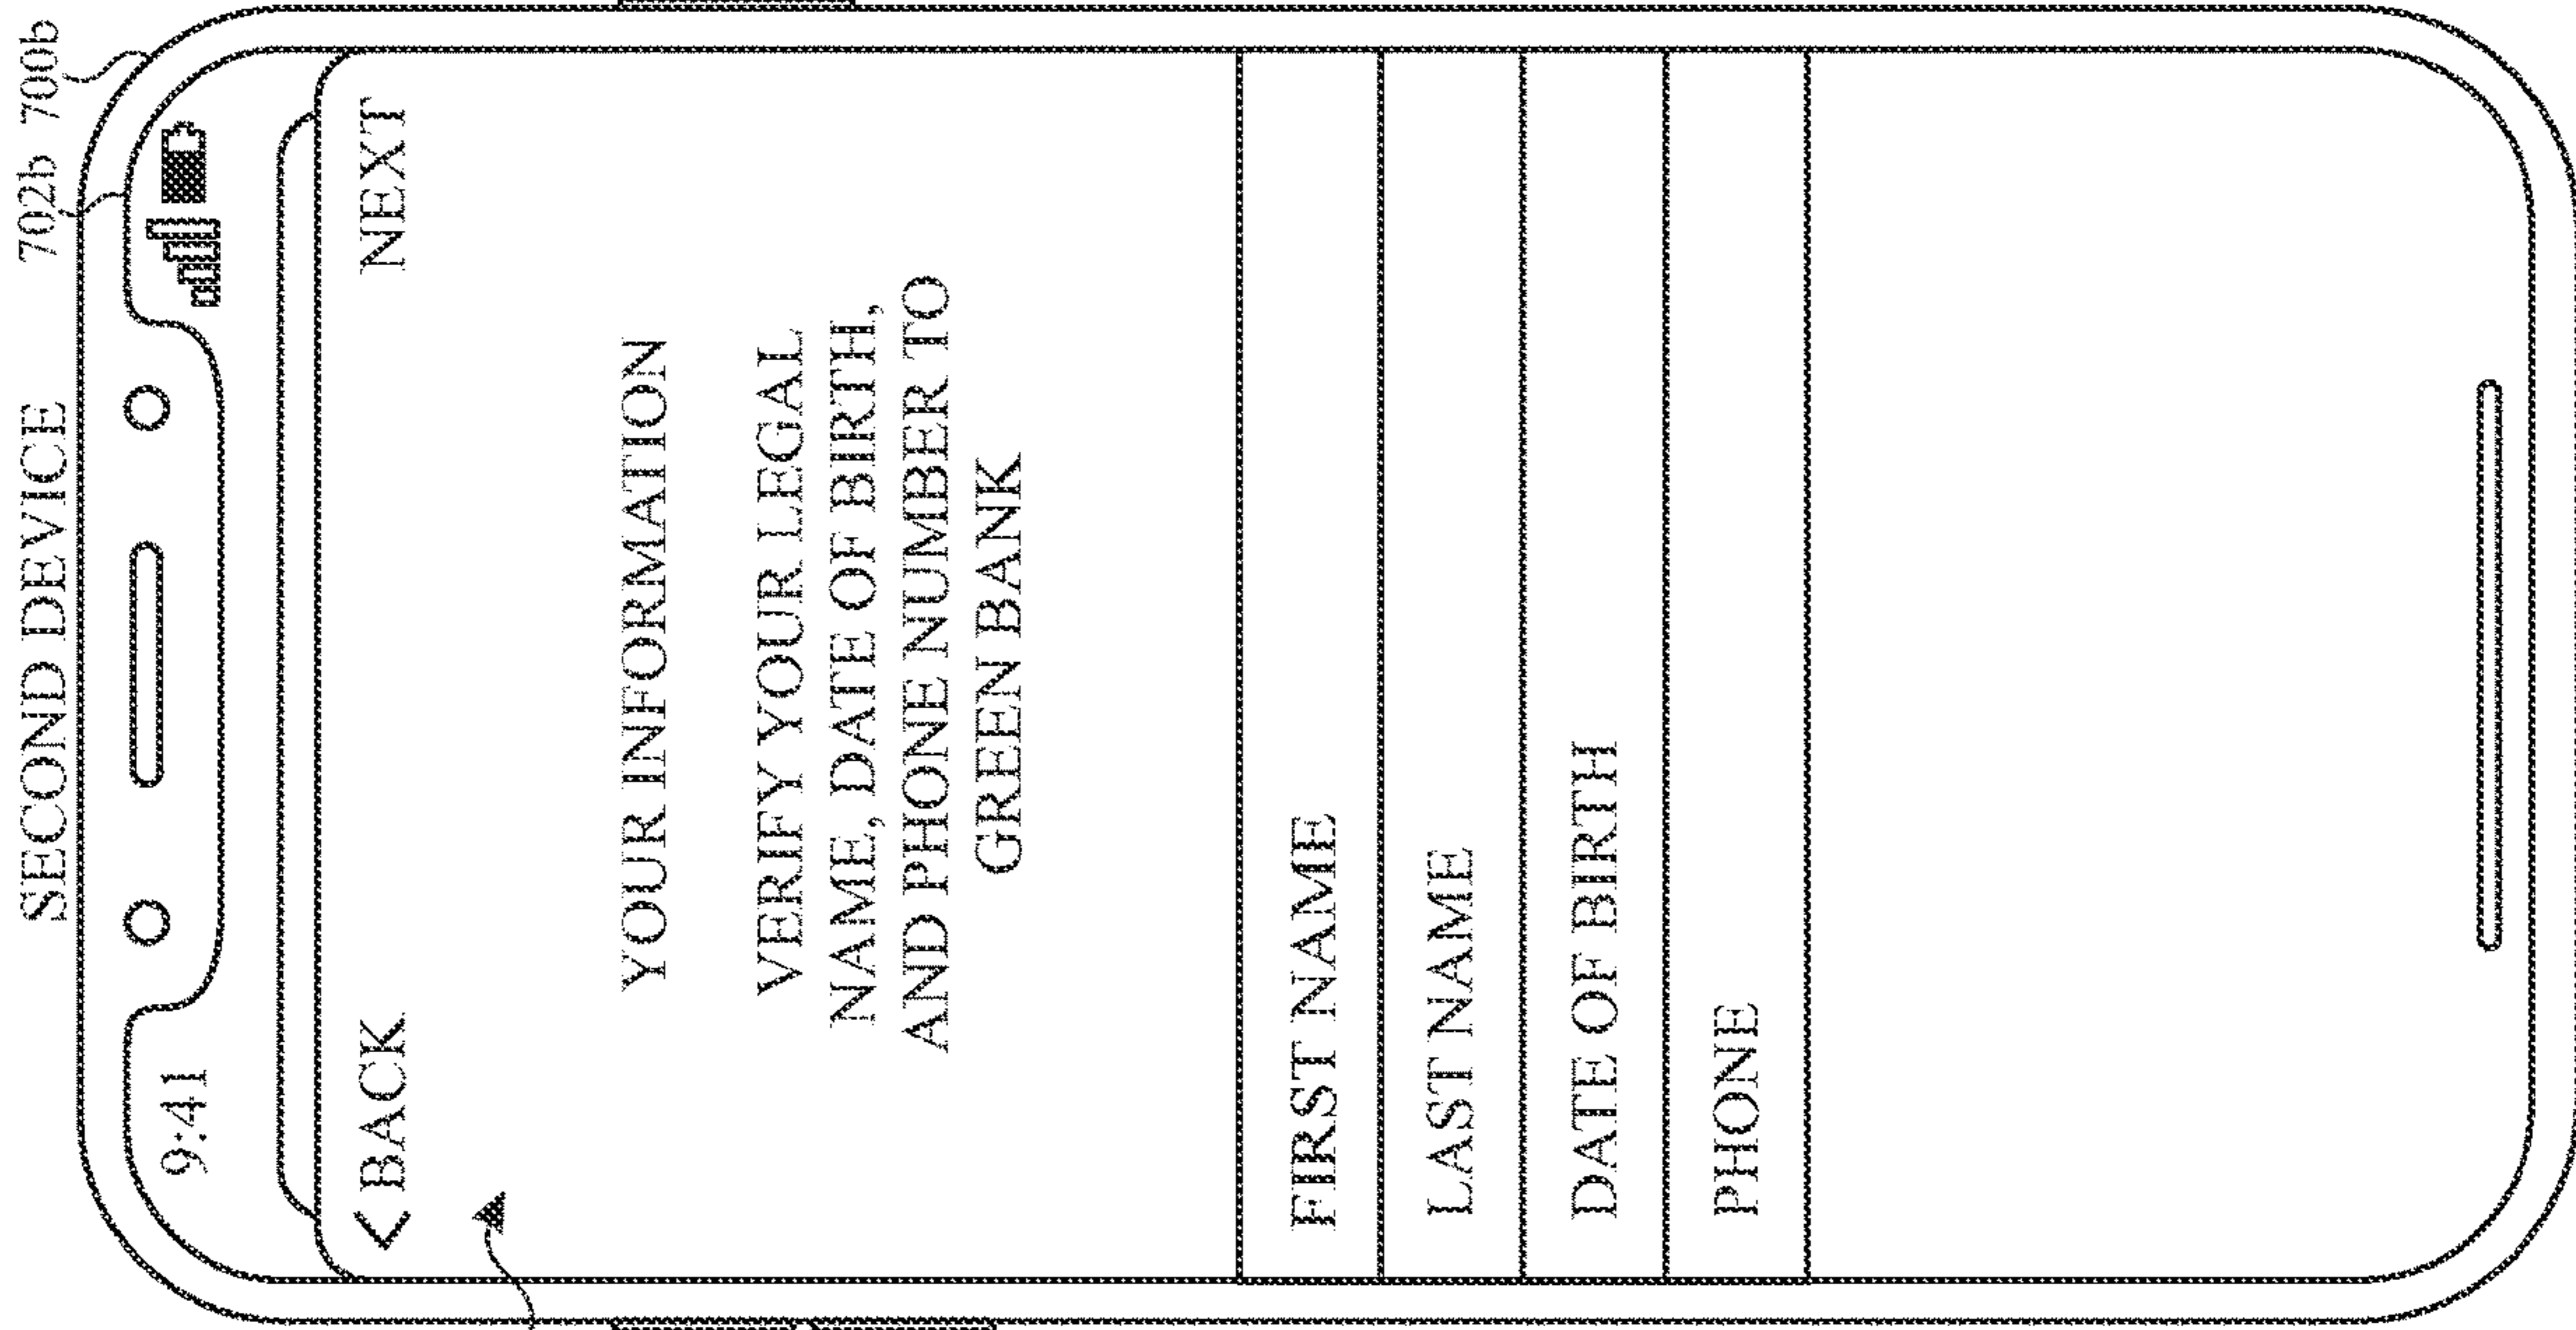 SECOND DEVICE
702b 700b
9:41
< BACK NEXT
YOUR INFORMATION
VERIFY YOUR LEGAL
NAME, DATE OF BIRTH,
AND PHONE NUMBER TO
GREEN BANK
FIRST NAME
LAST NAME
DATE OF BIRTH
PHONE